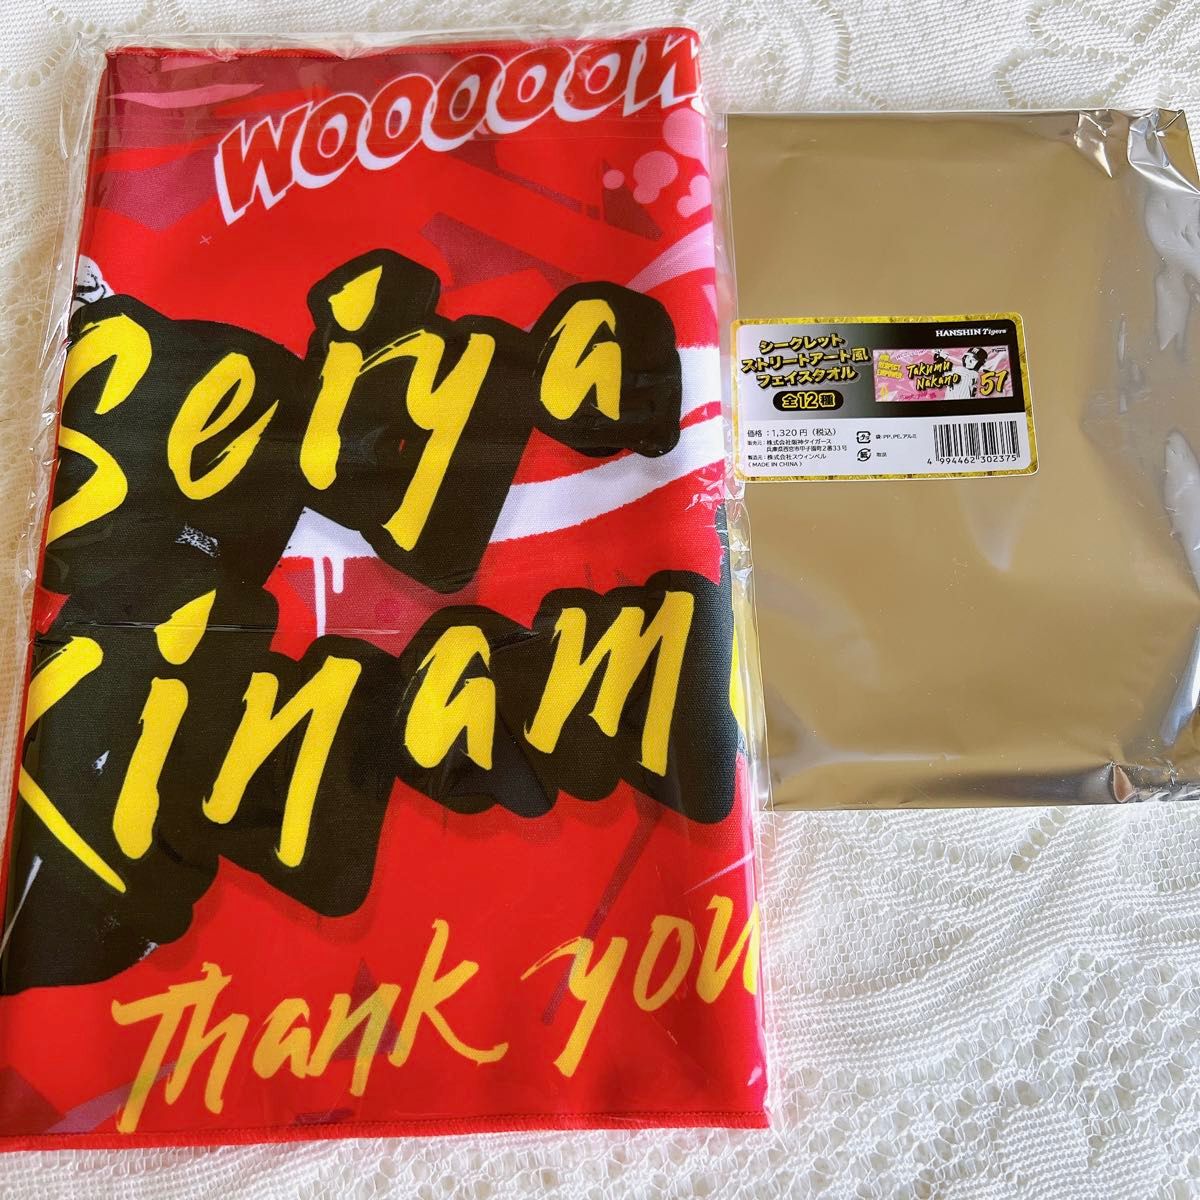 WOOOOOH
Seiya
Kinam
Thank you
HANSHIN Tigers
シークレット
ストリートアート風
フェイスタオル
全12種
Takumu
Nakano
51
価格：1,320円（税込）
販売元：株式会社阪神タイガース
兵庫県西宮市甲子園町2番33号
製造元：株式会社スウィンベル
(MADE IN CHINA)
プラ
袋：PP、PE、アルミ
紙
取説
4 994462 302375